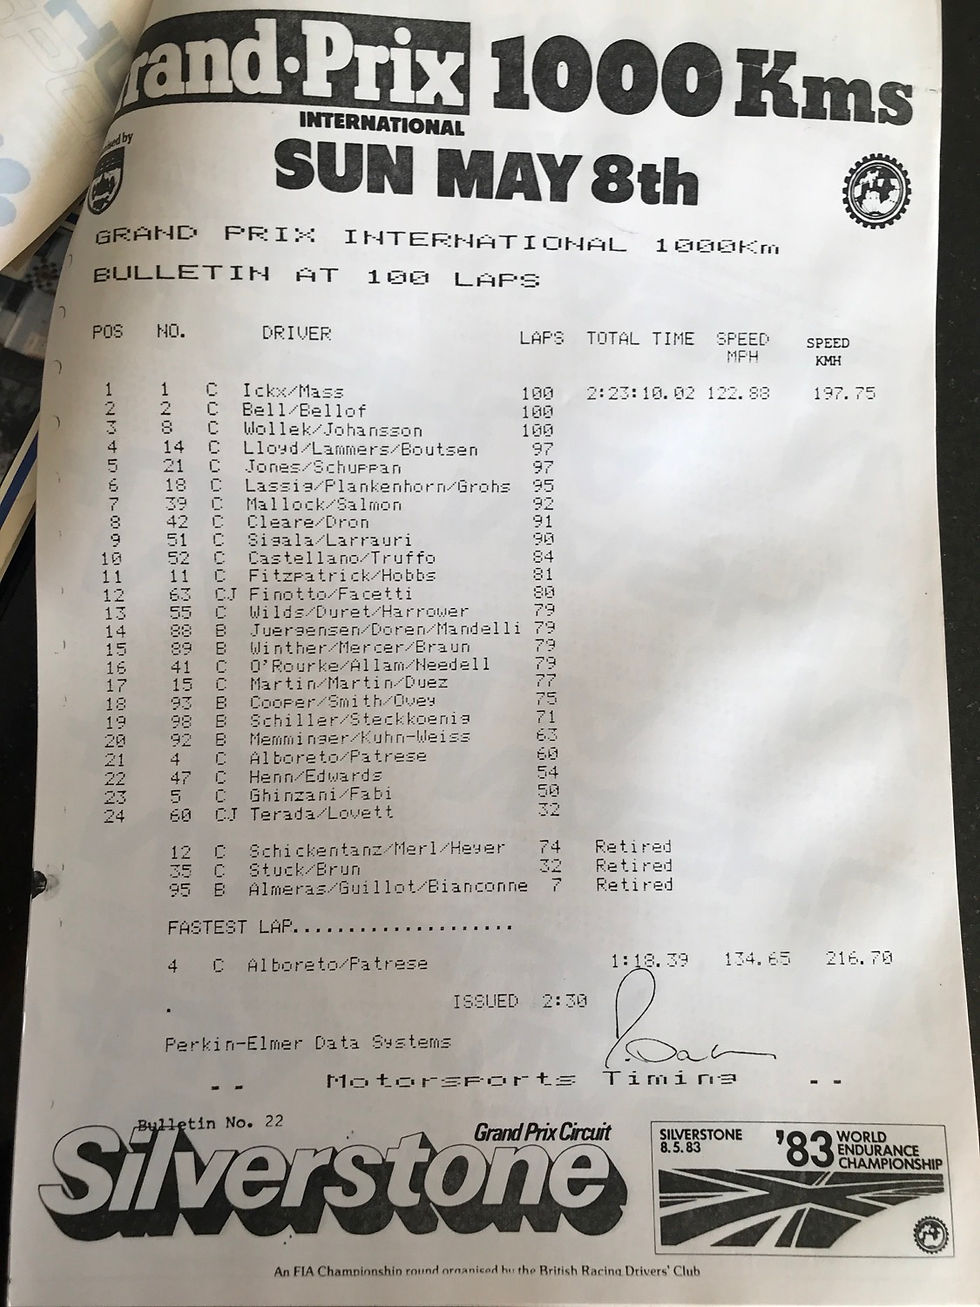 Grand·Prix 1000 Kms
INTERNATIONAL
SUN MAY 8th
GRAND PRIX INTERNATIONAL 1000Km
BULLETIN AT 100 LAPS
POS NO. DRIVER LAPS TOTAL TIME SPEED MPH SPEED KMH
1 1 C Ickx/Mass 100 2:23:10.02 122.88 197.75
2 2 C Bell/Bellof 100
3 8 C Wollek/Johansson 100
4 14 C Lloyd/Lammers/Boutsen 97
5 21 C Jones/Schuppan 97
6 18 C Lassig/Plankenhorn/Grohs 95
7 39 C Mallock/Salmon 92
8 42 C Cleare/Dron 91
9 51 C Sigala/Larrauri 90
10 52 C Castellano/Truffo 84
11 11 C Fitzpatrick/Hobbs 81
12 63 CJ Finotto/Facetti 80
13 55 C Wilds/Duret/Harrower 79
14 88 B Juergensen/Doren/Mandelli 79
15 89 B Winther/Mercer/Braun 79
16 41 C O'Rourke/Allam/Needell 79
17 15 C Martin/Martin/Duez 77
18 93 B Cooper/Smith/Ovey 75
19 98 B Schiller/Steckkoenig 71
20 92 B Memminger/Kuhn-Weiss 63
21 4 C Alboreto/Patrese 60
22 47 C Henn/Edwards 54
23 5 C Ghinzani/Fabi 50
24 60 CJ Terada/Lovett 32
12 C Schickentanz/Merl/Heyer 74 Retired
35 C Stuck/Brun 32 Retired
95 B Almeras/Guillot/Bianconne 7 Retired
FASTEST LAP....................
4 C Alboreto/Patrese 1:18.39 134.65 216.70
. ISSUED 2:30
Perkin-Elmer Data Systems
-- Motorsports Timing --
Bulletin No. 22
Silverstone
Grand Prix Circuit
SILVERSTONE
8.5.83
'83 WORLD
ENDURANCE
CHAMPIONSHIP
An FIA Championship round organised by the British Racing Drivers' Club